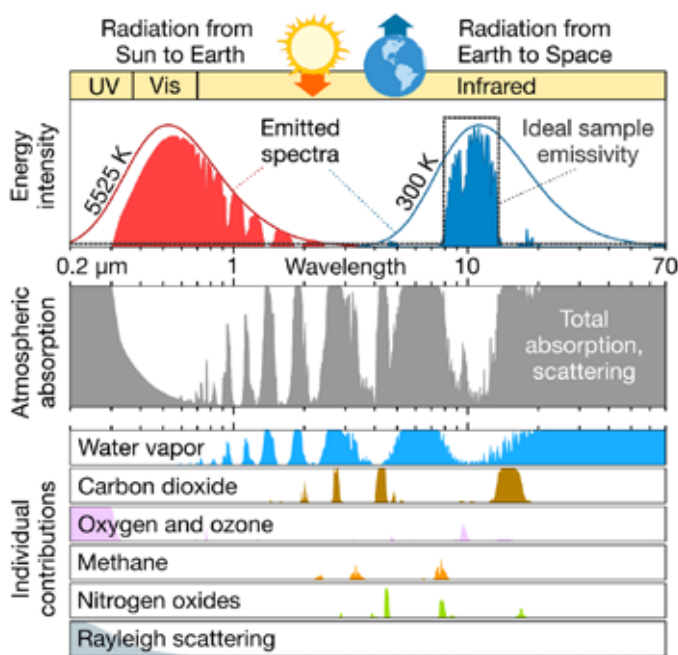 Radiation from
Sun to Earth
Radiation from
Earth to Space
UV
Vis
Infrared
Energy
intensity
5525 K
Emitted
spectra
300 K
Ideal sample
emissivity
0.2 μm
1
Wavelength
10
70
Atmospheric
absorption
Total
absorption,
scattering
Individual
contributions
Water vapor
Carbon dioxide
Oxygen and ozone
Methane
Nitrogen oxides
Rayleigh scattering